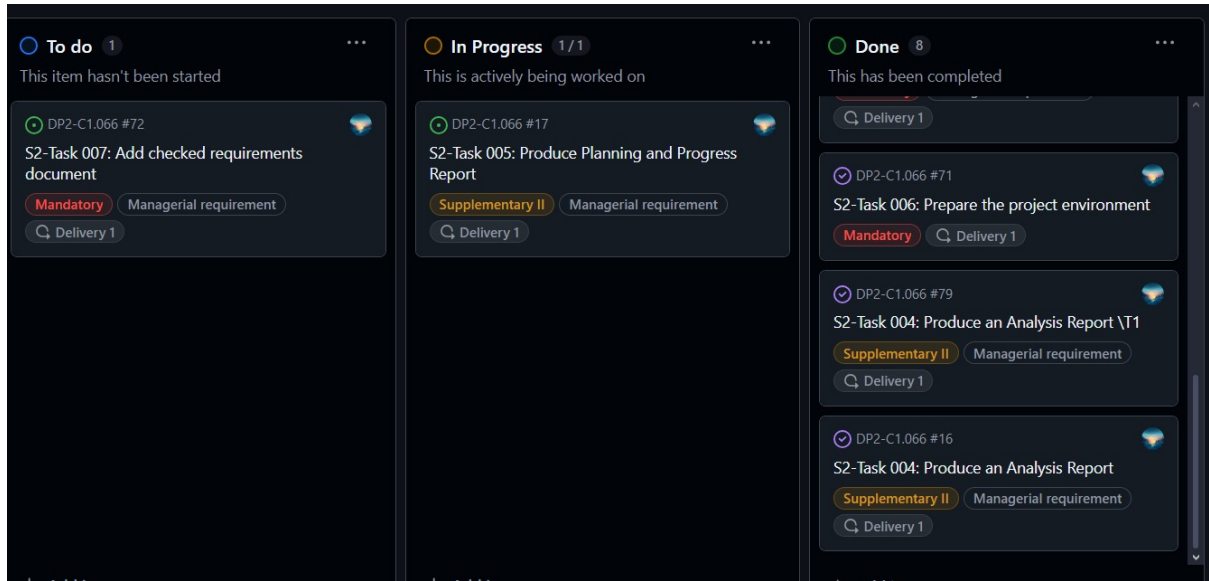 To do 1
This item hasn't been started
DP2-C1.066 #72
S2-Task 007: Add checked requirements
document
Mandatory Managerial requirement
Delivery 1
In Progress 1 / 1
This is actively being worked on
DP2-C1.066 #17
S2-Task 005: Produce Planning and Progress
Report
Supplementary II Managerial requirement
Delivery 1
Done 8
This has been completed
Delivery 1
DP2-C1.066 #71
S2-Task 006: Prepare the project environment
Mandatory Delivery 1
DP2-C1.066 #79
S2-Task 004: Produce an Analysis Report \T1
Supplementary II Managerial requirement
Delivery 1
DP2-C1.066 #16
S2-Task 004: Produce an Analysis Report
Supplementary II Managerial requirement
Delivery 1